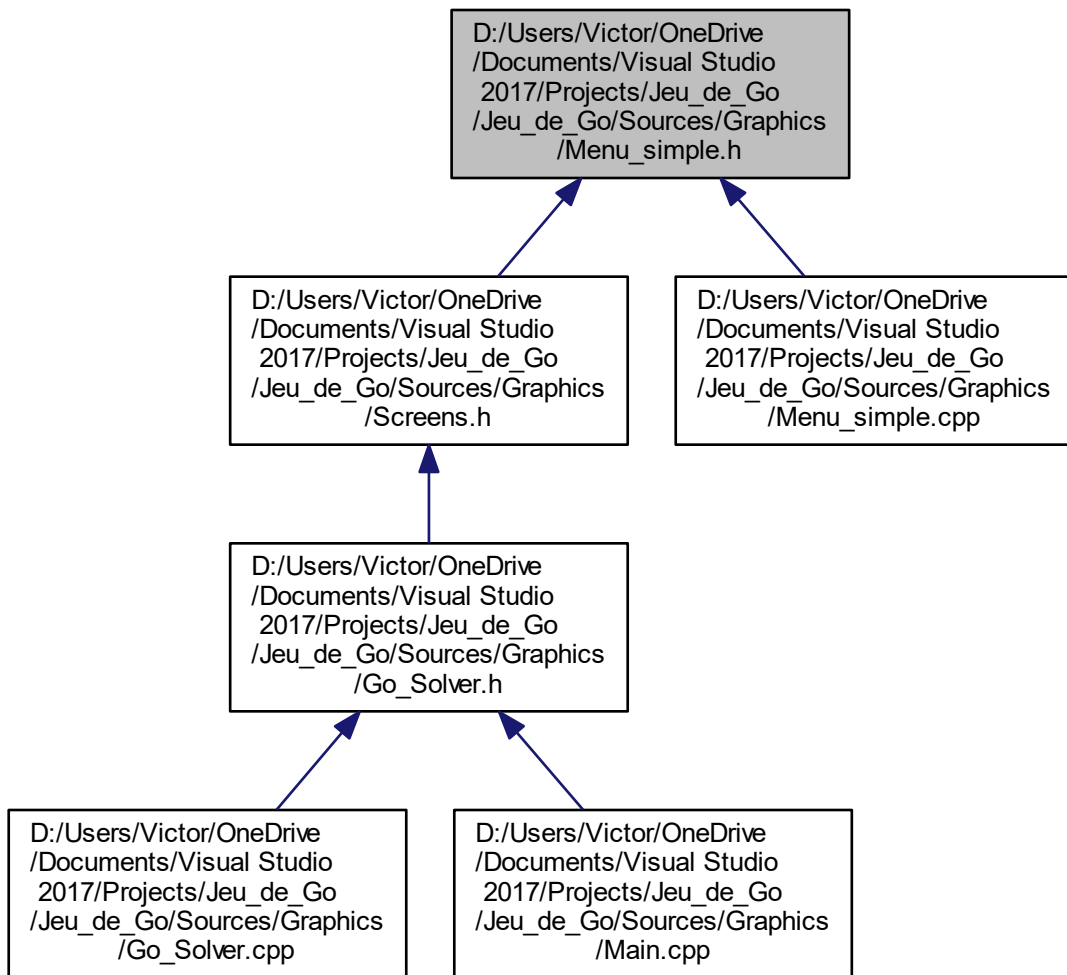 D:/Users/Victor/OneDrive
/Documents/Visual Studio
2017/Projects/Jeu_de_Go
/Jeu_de_Go/Sources/Graphics
/Menu_simple.h
D:/Users/Victor/OneDrive
/Documents/Visual Studio
2017/Projects/Jeu_de_Go
/Jeu_de_Go/Sources/Graphics
/Screens.h
D:/Users/Victor/OneDrive
/Documents/Visual Studio
2017/Projects/Jeu_de_Go
/Jeu_de_Go/Sources/Graphics
/Menu_simple.cpp
D:/Users/Victor/OneDrive
/Documents/Visual Studio
2017/Projects/Jeu_de_Go
/Jeu_de_Go/Sources/Graphics
/Go_Solver.h
D:/Users/Victor/OneDrive
/Documents/Visual Studio
2017/Projects/Jeu_de_Go
/Jeu_de_Go/Sources/Graphics
/Go_Solver.cpp
D:/Users/Victor/OneDrive
/Documents/Visual Studio
2017/Projects/Jeu_de_Go
/Jeu_de_Go/Sources/Graphics
/Main.cpp